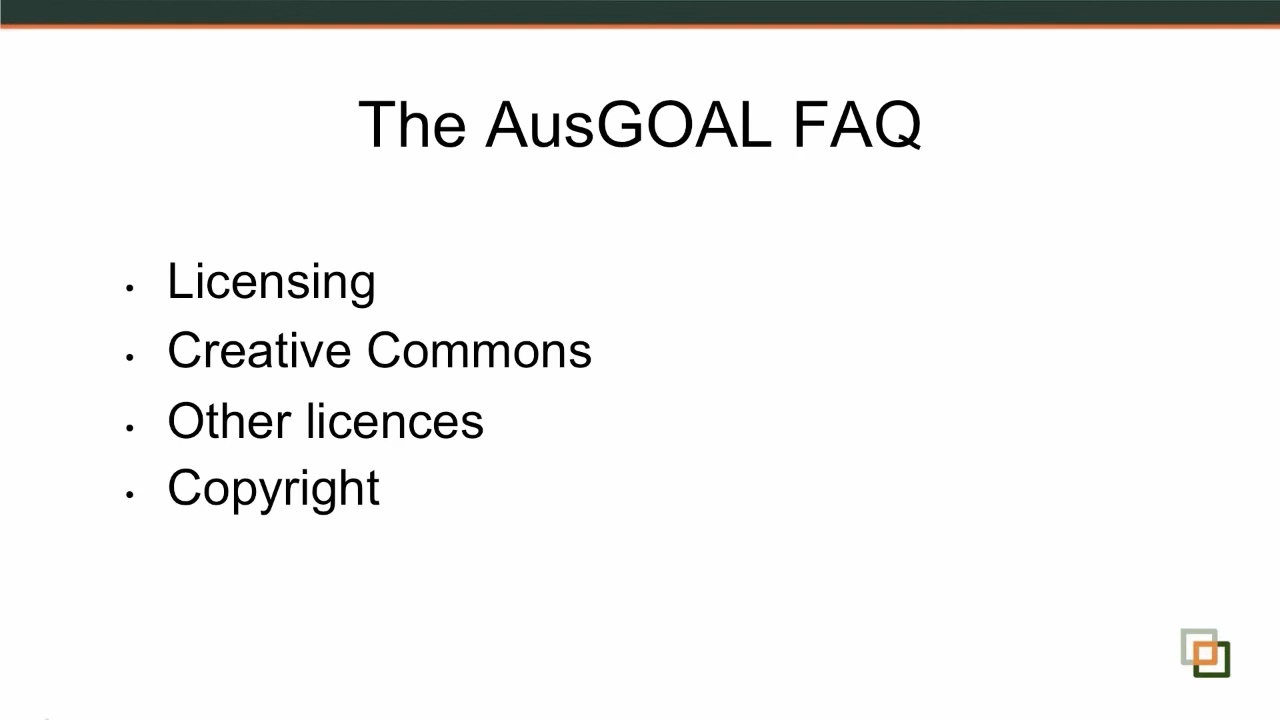 The AusGOAL FAQ
• Licensing
• Creative Commons
• Other licences
• Copyright